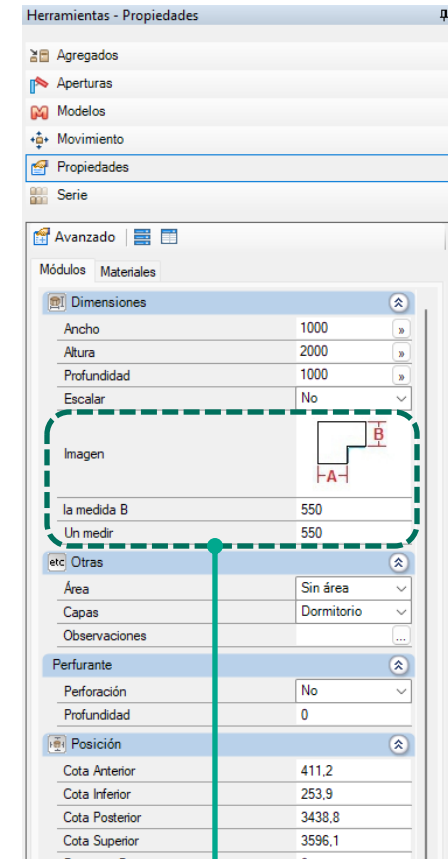 Herramientas - Propiedades
Agregados
Aperturas
Modelos
Movimiento
Propiedades
Serie
Avanzado
Módulos Materiales
Dimensiones
Ancho 1000 »
Altura 2000 »
Profundidad 1000 »
Escalar No
B
Imagen
A
la medida B 550
Un medir 550
etc Otras
Área Sin área
Capas Dormitorio
Observaciones ...
Perfurante
Perforación No
Profundidad 0
Posición
Cota Anterior 411,2
Cota Inferior 253,9
Cota Posterior 3438,8
Cota Superior 3596,1